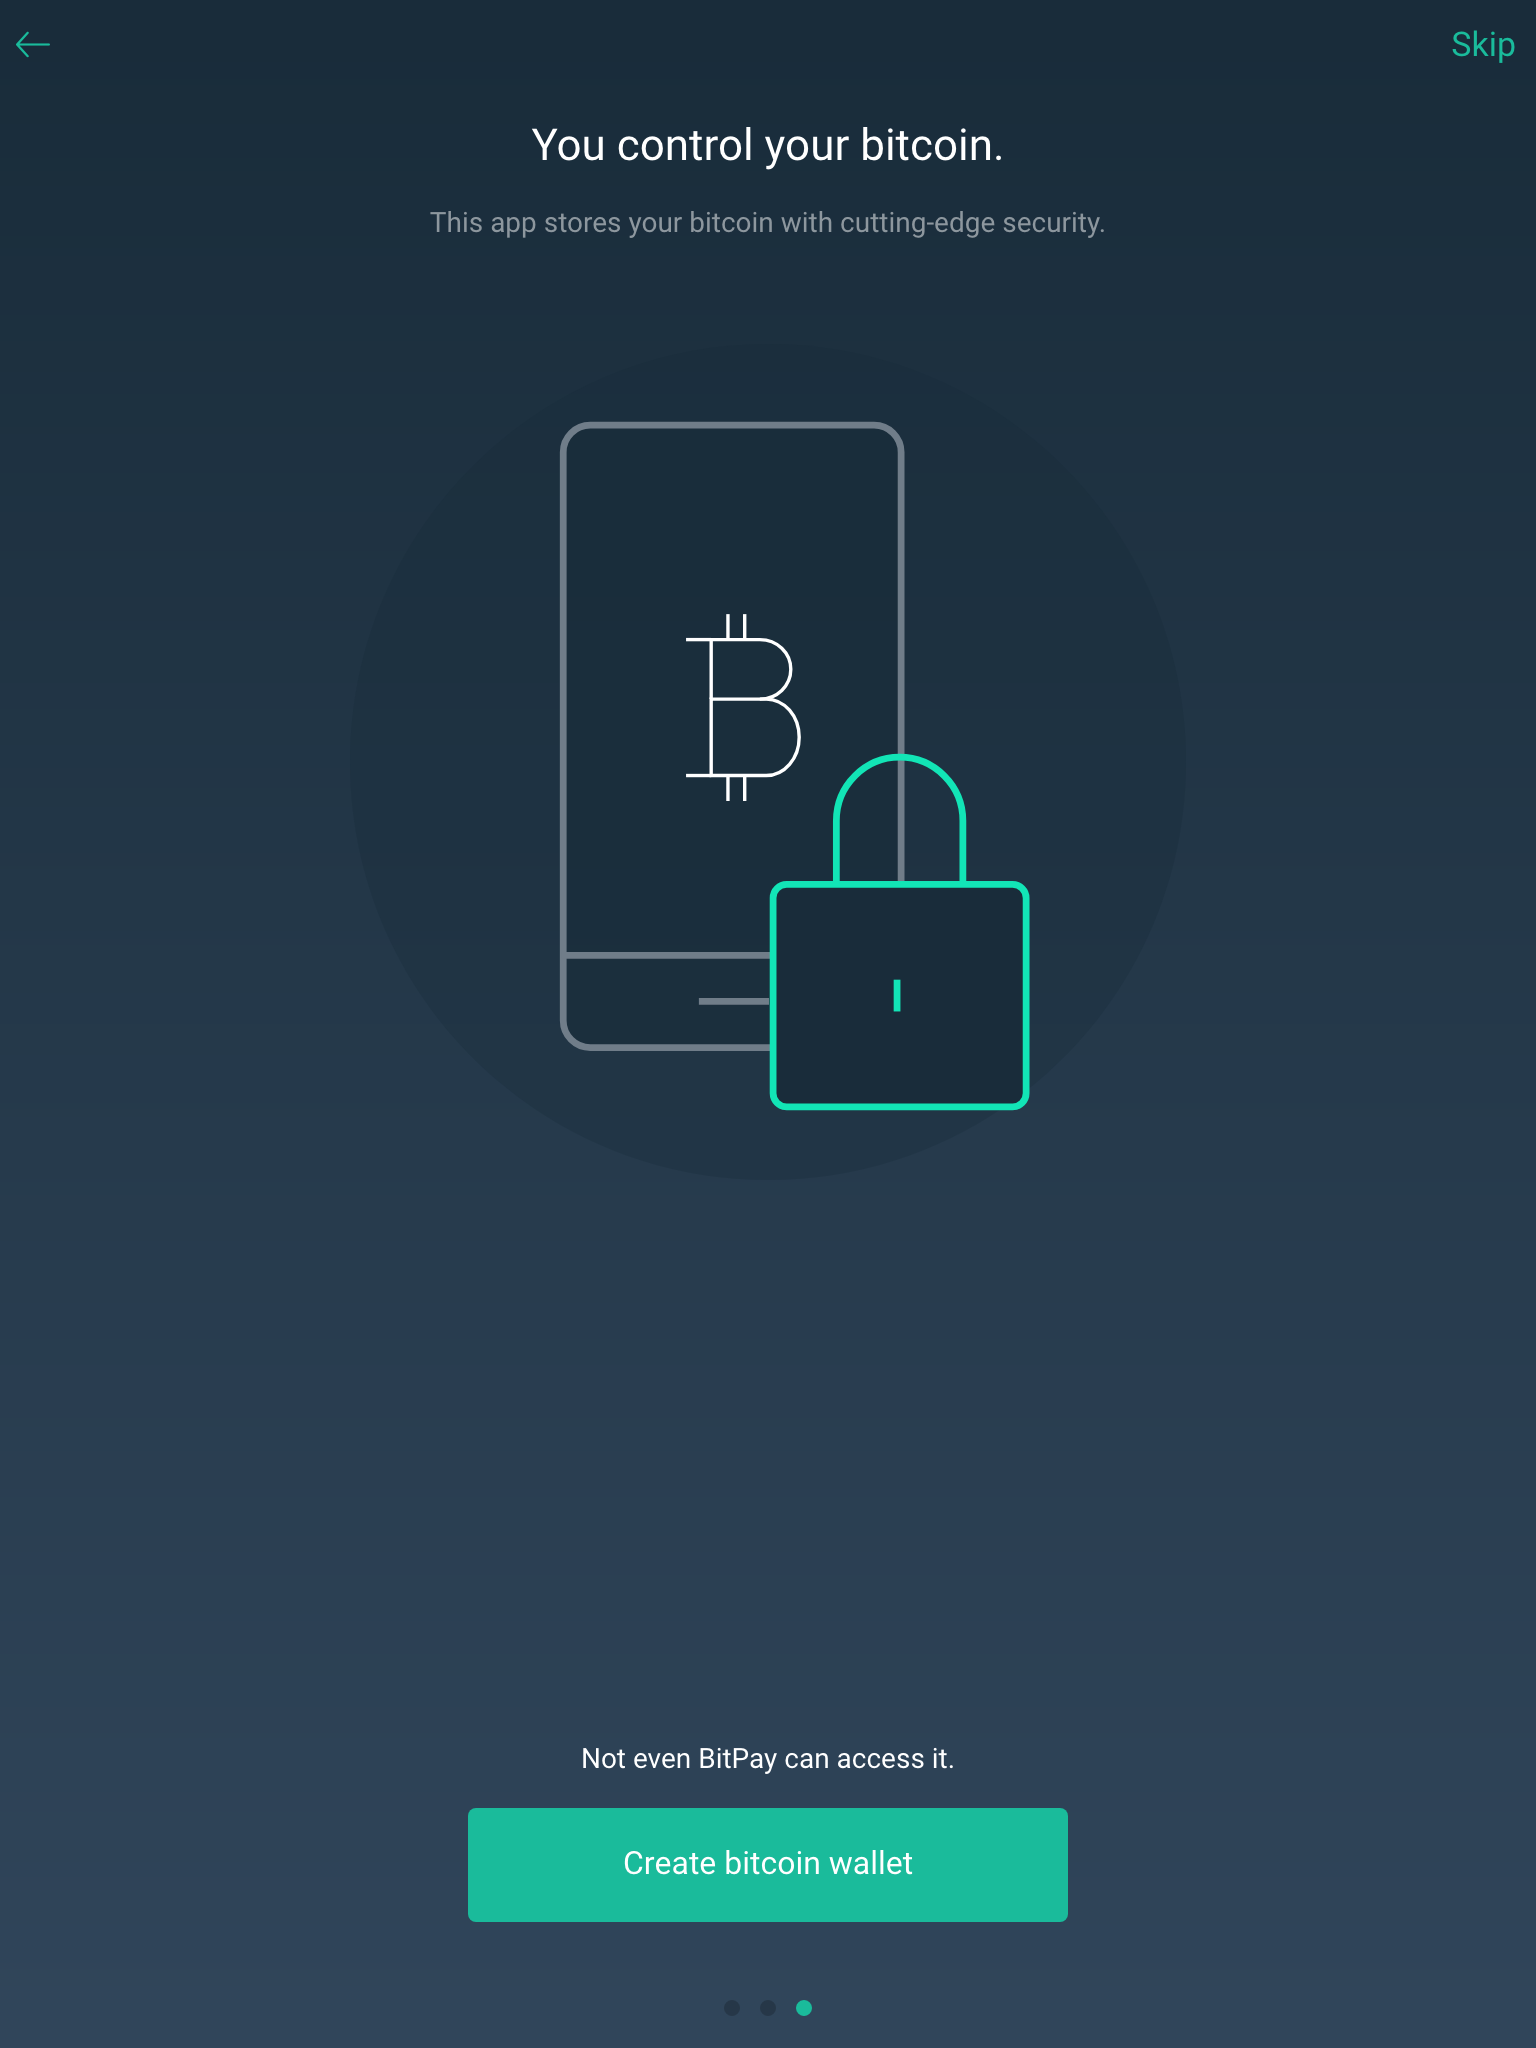 Skip
You control your bitcoin.
This app stores your bitcoin with cutting-edge security.
Not even BitPay can access it.
Create bitcoin wallet